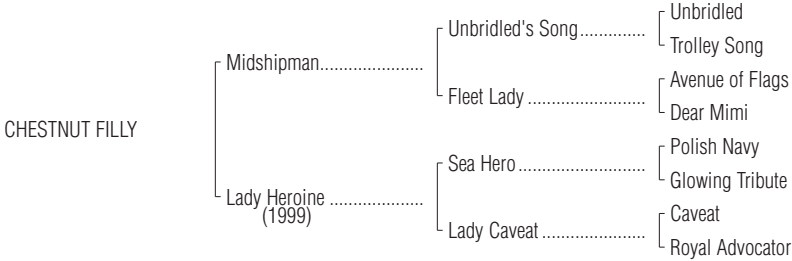 Unbridled
Unbridled's Song..............
Trolley Song
Midshipman......................
Avenue of Flags
Fleet Lady .........................
Dear Mimi
CHESTNUT FILLY
Polish Navy
Sea Hero...........................
Glowing Tribute
Lady Heroine ....................
(1999)
Caveat
Lady Caveat......................
Royal Advocator